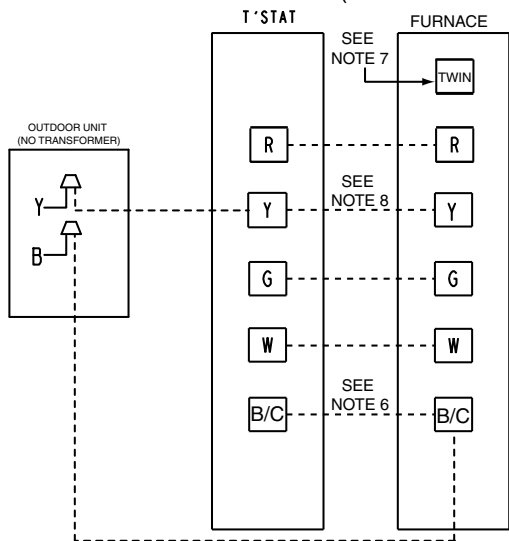 (
T'STAT
FURNACE
SEE
NOTE 7
TWIN
OUTDOOR UNIT
(NO TRANSFORMER)
R
R
SEE
NOTE 8
Y
Y
Y
B
G
G
W
W
SEE
NOTE 6
B/C
B/C